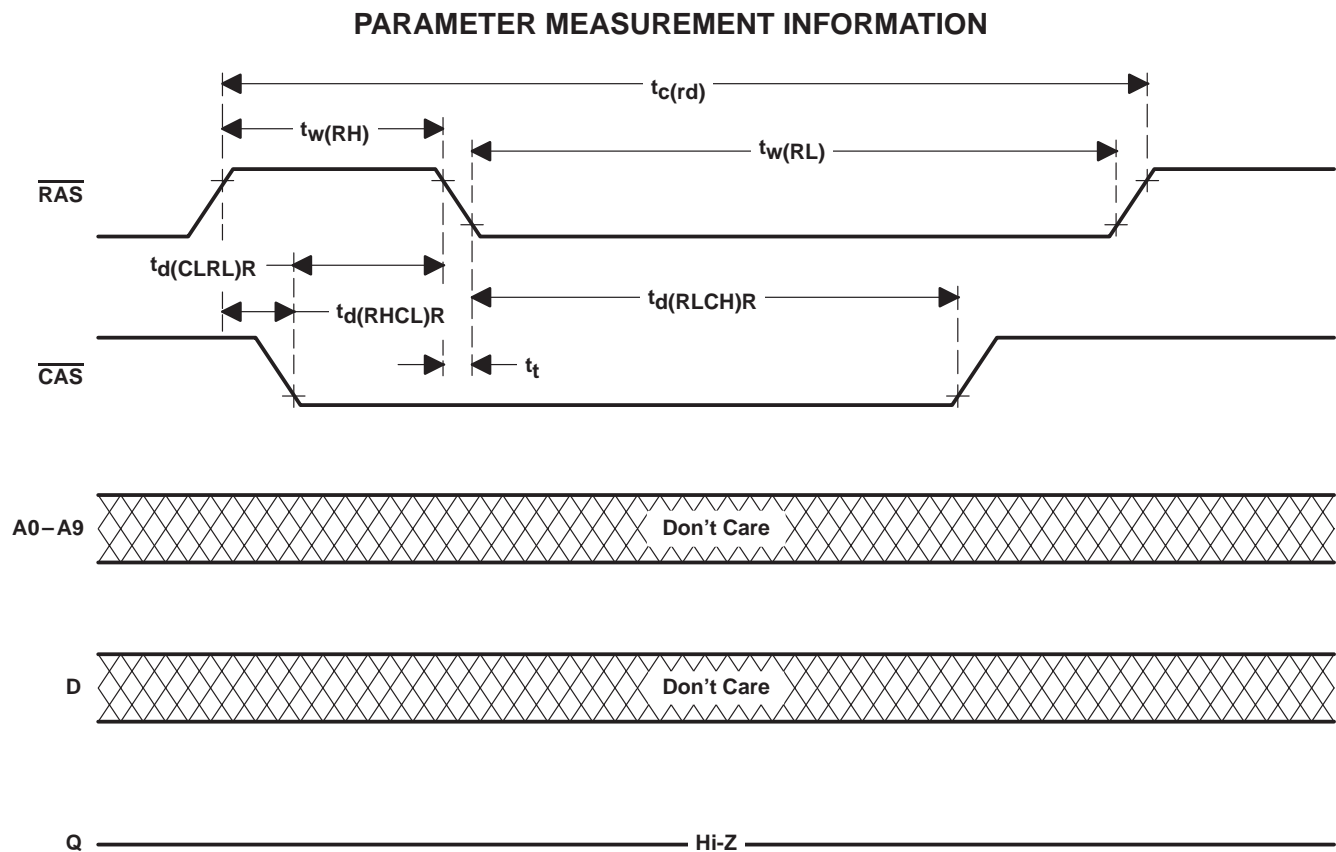 PARAMETER MEASUREMENT INFORMATION
tc(rd)
tw(RH)
tw(RL)
RAS
td(CLRL)R
td(RHCL)R
td(RLCH)R
tt
CAS
A0–A9
Don't Care
D
Don't Care
Q
Hi-Z